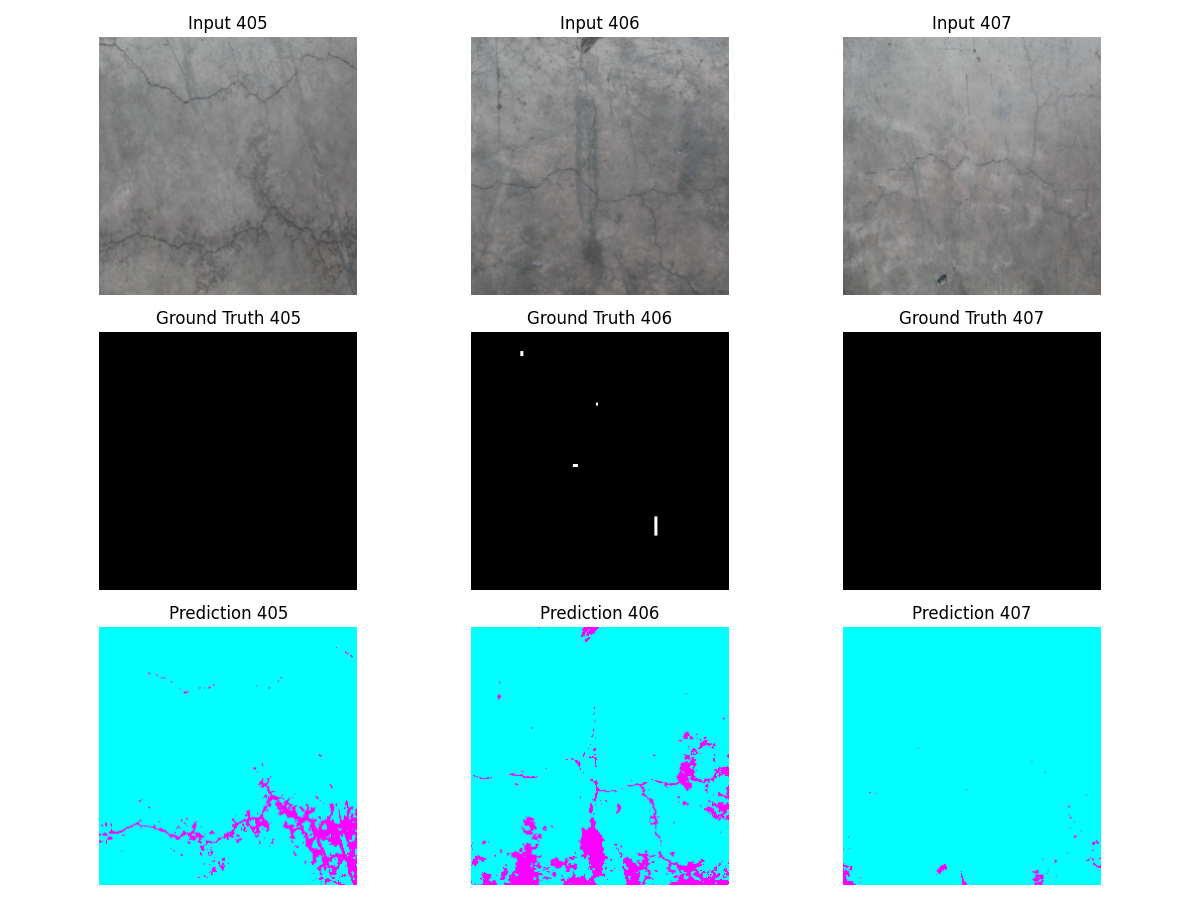 Input 405
Input 406
Input 407
Ground Truth 405
Ground Truth 406
Ground Truth 407
Prediction 405
Prediction 406
Prediction 407